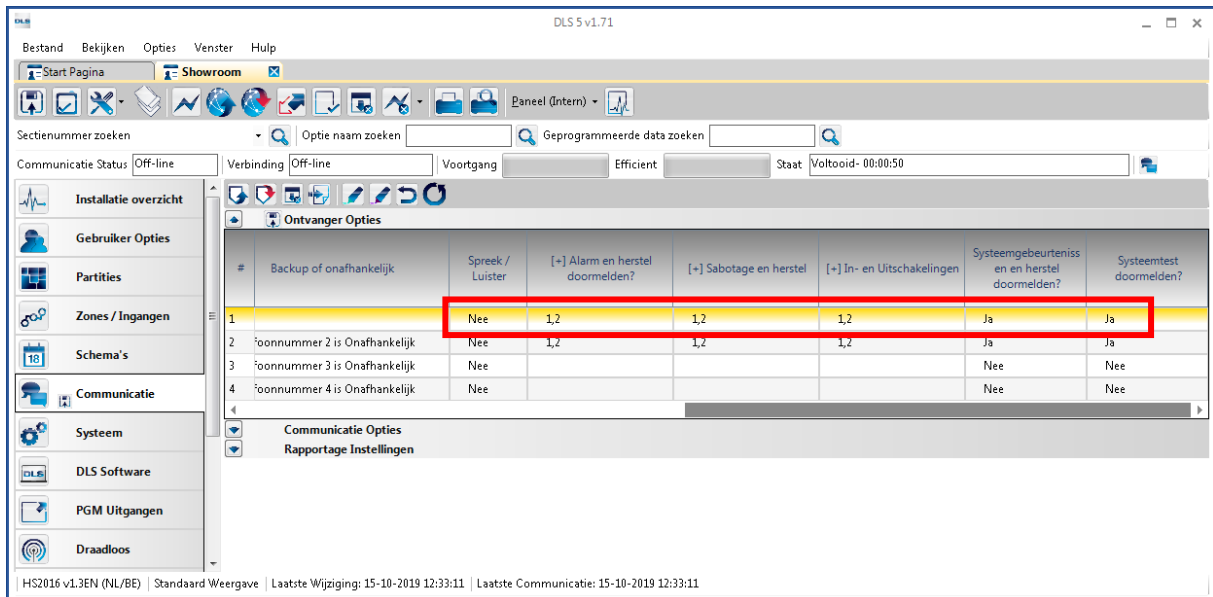 DLS
DLS 5 v1.71
Bestand Bekijken Opties Venster Hulp
Start Pagina
Showroom
Paneel (Intern)
Sectienummer zoeken
Optie naam zoeken
Geprogrammeerde data zoeken
Communicatie Status Off-line
Verbinding Off-line
Voortgang
Efficient
Staat Voltooid- 00:00:50
Installatie overzicht
Gebruiker Opties
Partities
Zones / Ingangen
18
Schema's
Communicatie
Systeem
DLS
DLS Software
PGM Uitgangen
Draadloos
Ontvanger Opties
# Backup of onafhankelijk Spreek / Luister [+] Alarm en herstel doormelden? [+] Sabotage en herstel [+] In- en Uitschakelingen Systeemgebeurteniss en en herstel doormelden? Systeemtest doormelden?
1 Nee 1,2 1,2 1,2 Ja Ja
2 foonnummer 2 is Onafhankelijk Nee 1,2 1,2 1,2 Ja Ja
3 foonnummer 3 is Onafhankelijk Nee Nee Nee
4 foonnummer 4 is Onafhankelijk Nee Nee Nee
Communicatie Opties
Rapportage Instellingen
HS2016 v1.3EN (NL/BE) Standaard Weergave Laatste Wijziging: 15-10-2019 12:33:11 Laatste Communicatie: 15-10-2019 12:33:11